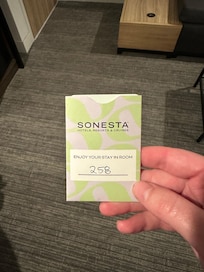 SONESTA
HOTELS, RESORTS & CRUISES
ENJOY YOUR STAY IN ROOM
258